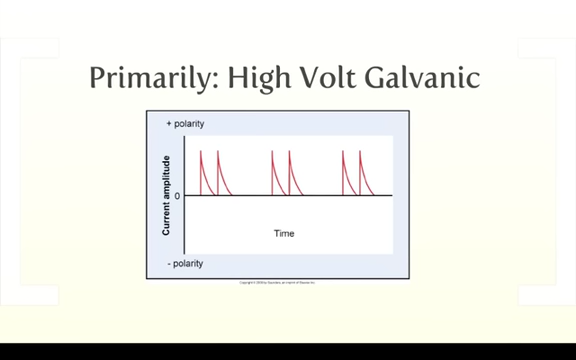 Primarily: High Volt Galvanic
+ polarity
Current amplitude
0
Time
- polarity